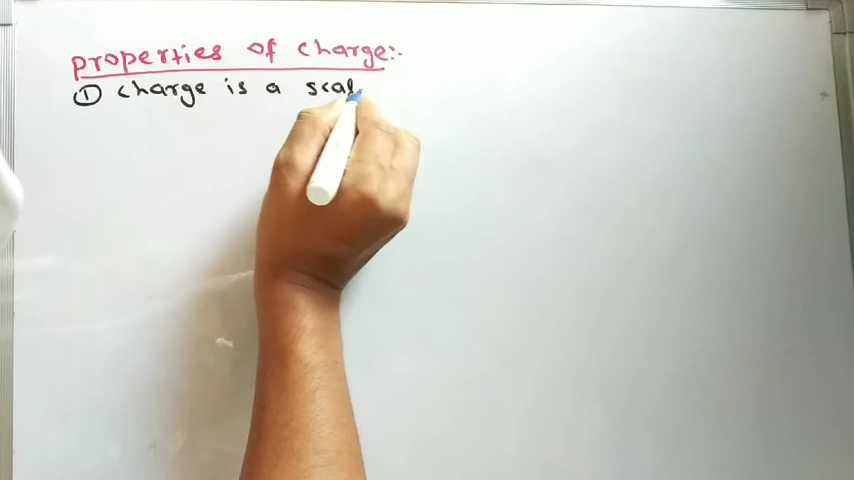 properties of charge:-
① charge is a scal